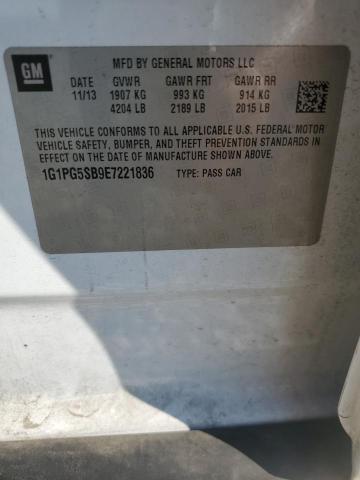 GM
MFD BY GENERAL MOTORS LLC
DATE GVWR GAWR FRT GAWR RR
11/13 1907 KG 993 KG 914 KG
4204 LB 2189 LB 2015 LB
THIS VEHICLE CONFORMS TO ALL APPLICABLE U.S. FEDERAL MOTOR
VEHICLE SAFETY, BUMPER, AND THEFT PREVENTION STANDARDS IN
EFFECT ON THE DATE OF MANUFACTURE SHOWN ABOVE.
1G1PG5SB9E7221836 TYPE: PASS CAR